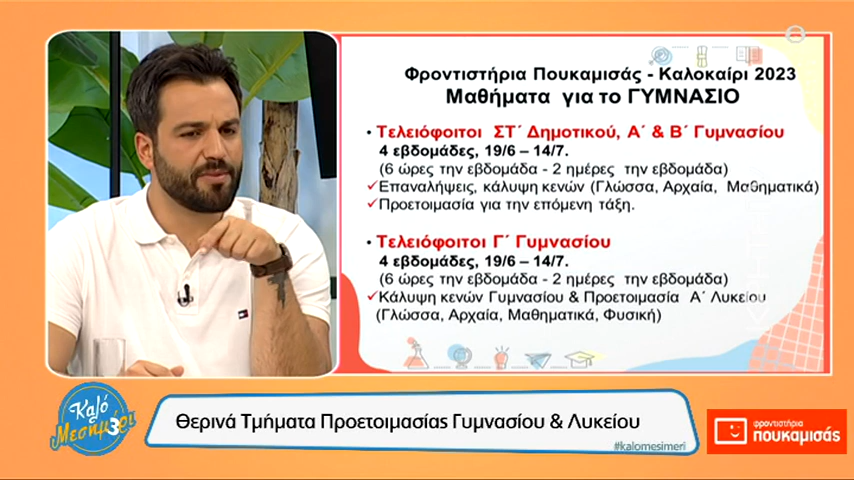 Φροντιστήρια Πουκαμισάς - Καλοκαίρι 2023
Μαθήματα για το ΓΥΜΝΑΣΙΟ
• Τελειόφοιτοι ΣΤ΄ Δημοτικού, Α΄ & Β΄ Γυμνασίου
4 εβδομάδες, 19/6 – 14/7.
(6 ώρες την εβδομάδα - 2 ημέρες την εβδομάδα)
✓Επαναλήψεις, κάλυψη κενών (Γλώσσα, Αρχαία, Μαθηματικά)
✓Προετοιμασία για την επόμενη τάξη.
• Τελειόφοιτοι Γ΄ Γυμνασίου
4 εβδομάδες, 19/6 – 14/7.
(6 ώρες την εβδομάδα - 2 ημέρες την εβδομάδα)
✓Κάλυψη κενών Γυμνασίου & Προετοιμασία Α΄ Λυκείου
(Γλώσσα, Αρχαία, Μαθηματικά, Φυσική)
Καλό
Μεσημέρι
3
Θερινά Τμήματα Προετοιμασίας Γυμνασίου & Λυκείου
#kalomesimeri
φροντιστήρια
πουκαμισάς